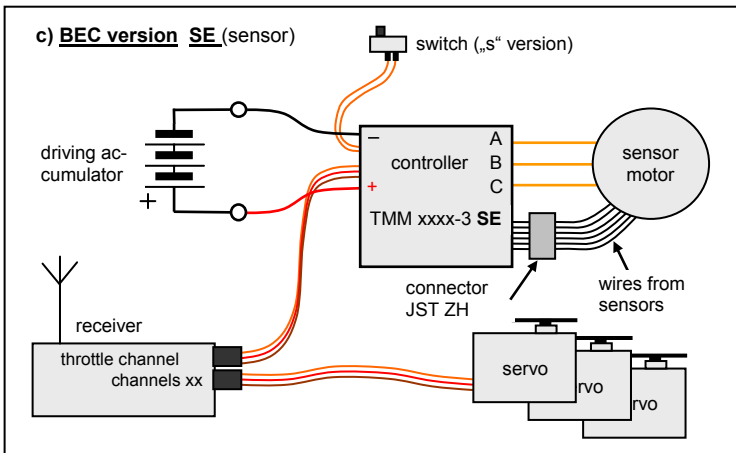 c) BEC version SE (sensor)
switch („s“ version)
driving ac-
cumulator
+
−
+
controller
TMM xxxx-3 SE
A
B
C
sensor
motor
connector
JST ZH
wires from
sensors
receiver
throttle channel
channels xx
servo
rvo
rvo